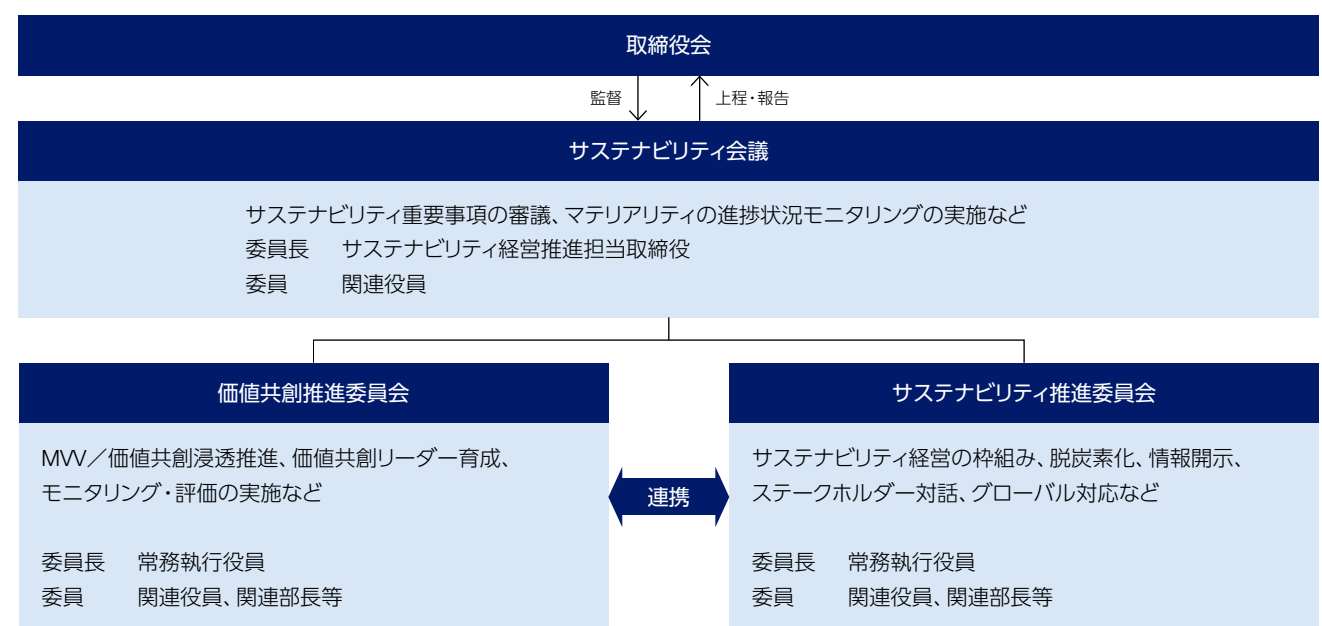 取締役会
監督
上程・報告
サステナビリティ会議
サステナビリティ重要事項の審議、マテリアリティの進捗状況モニタリングの実施など
委員長 サステナビリティ経営推進担当取締役
委員 関連役員
価値共創推進委員会
MVV／価値共創浸透推進、価値共創リーダー育成、
モニタリング・評価の実施など
委員長 常務執行役員
委員 関連役員、関連部長等
連携
サステナビリティ推進委員会
サステナビリティ経営の枠組み、脱炭素化、情報開示、
ステークホルダー対話、グローバル対応など
委員長 常務執行役員
委員 関連役員、関連部長等